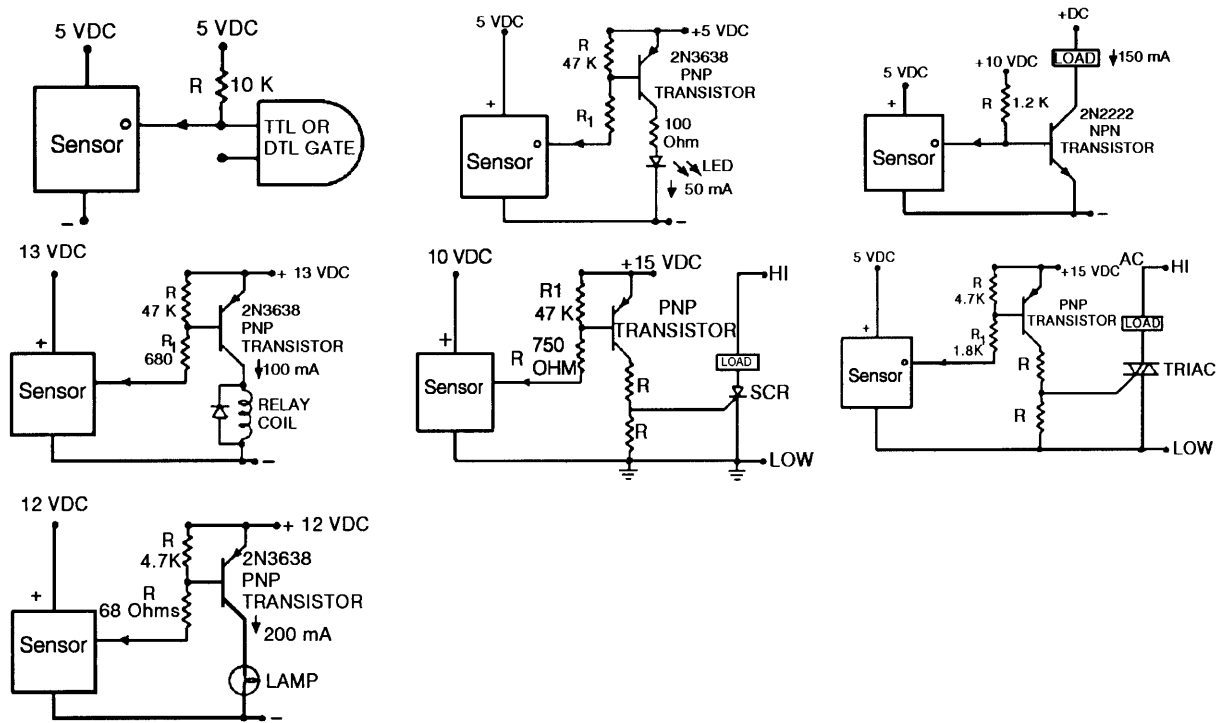 5 VDC
5 VDC
R
10 K
Sensor
TTL OR
DTL GATE
–
5 VDC
+5 VDC
R
47 K
2N3638
PNP
TRANSISTOR
+
R1
100
Ohm
Sensor
LED
50 mA
–
+DC
LOAD
150 mA
+10 VDC
5 VDC
+
R
1.2 K
2N2222
NPN
TRANSISTOR
Sensor
–
13 VDC
+ 13 VDC
R
47 K
2N3638
PNP
TRANSISTOR
+
R1
680
100 mA
Sensor
RELAY
COIL
–
10 VDC
+15 VDC
HI
R1
47 K
PNP
TRANSISTOR
+
750
OHM
R
LOAD
Sensor
R
SCR
R
LOW
5 VDC
AC
HI
+15 VDC
R
4.7K
PNP
TRANSISTOR
+
R1
1.8K
LOAD
Sensor
R
TRIAC
R
LOW
12 VDC
+ 12 VDC
R
4.7K
2N3638
PNP
TRANSISTOR
+
R
68 Ohms
200 mA
Sensor
LAMP
–